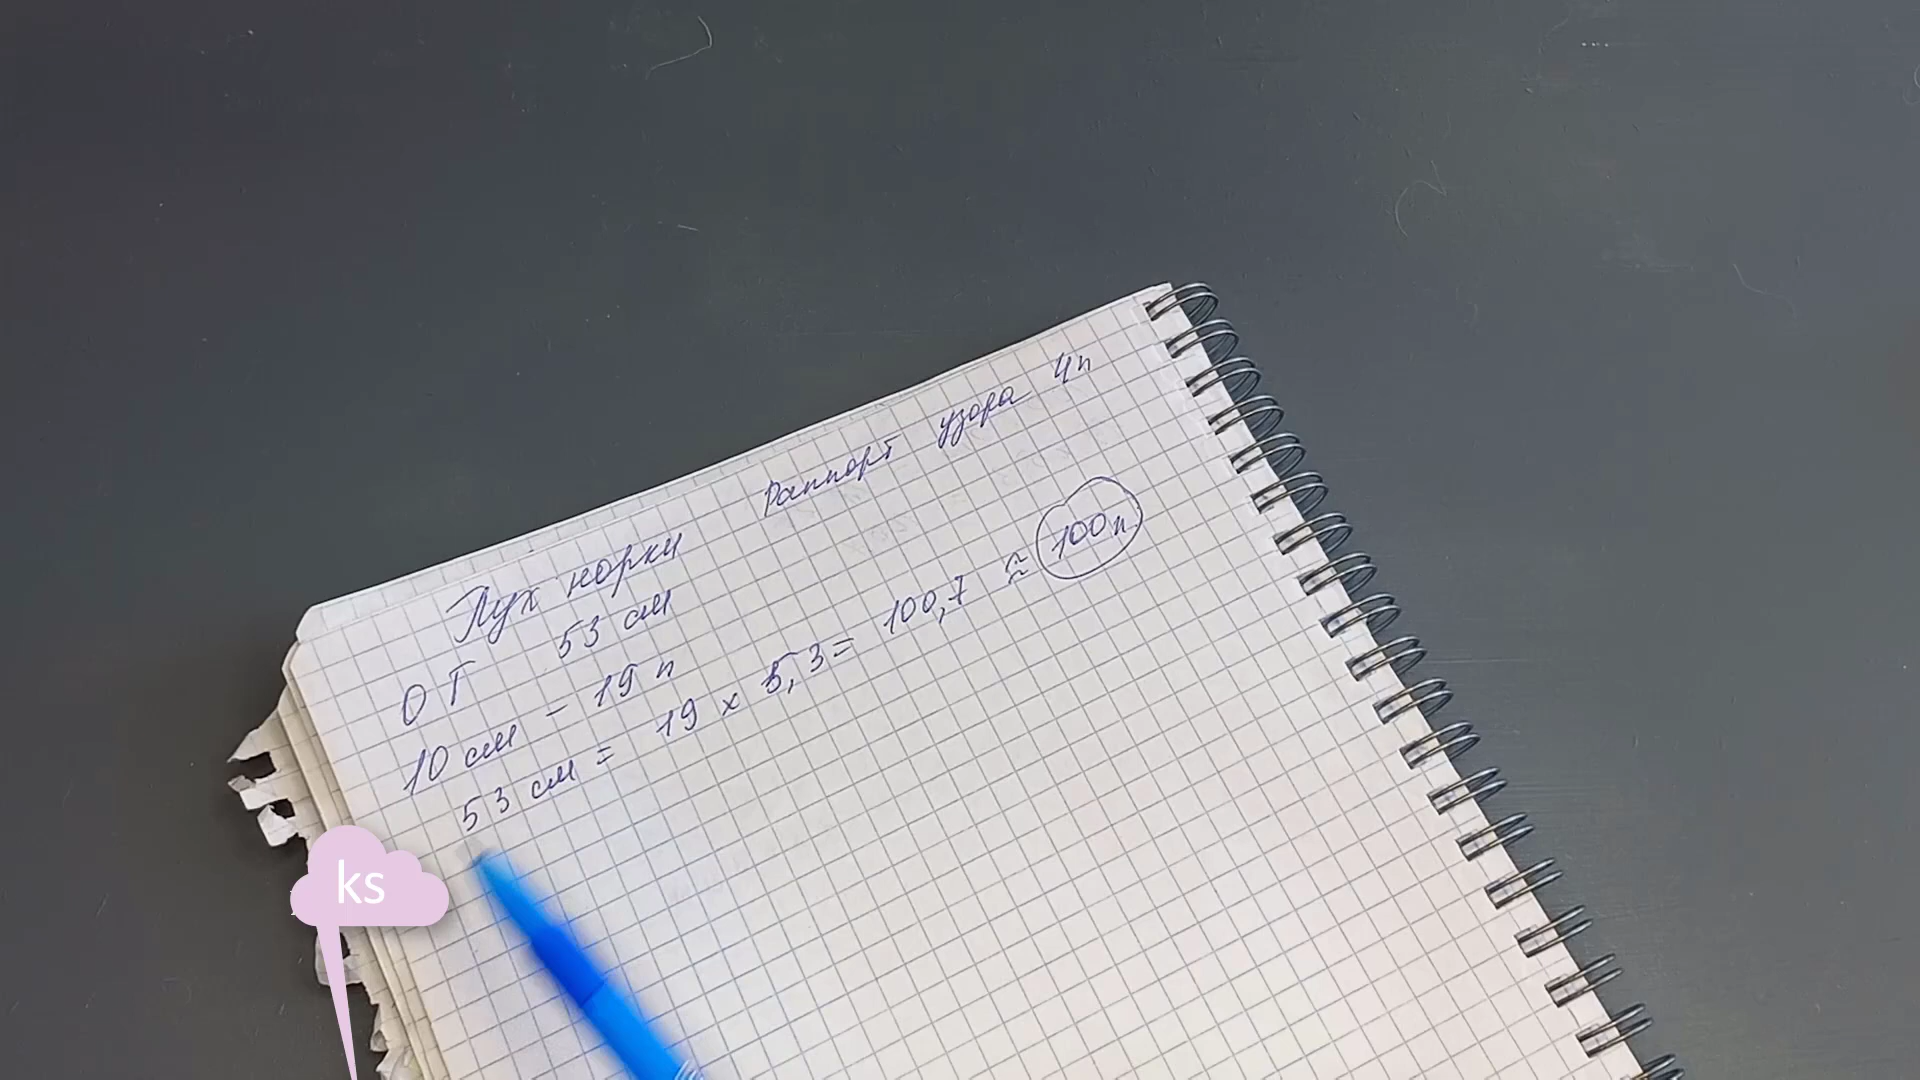 Раппорт узора 4п
Пух норки
ОТ 53 см
10 см - 19 п
53 см = 19 x 5,3 = 100,7 ≈ 100п
ks